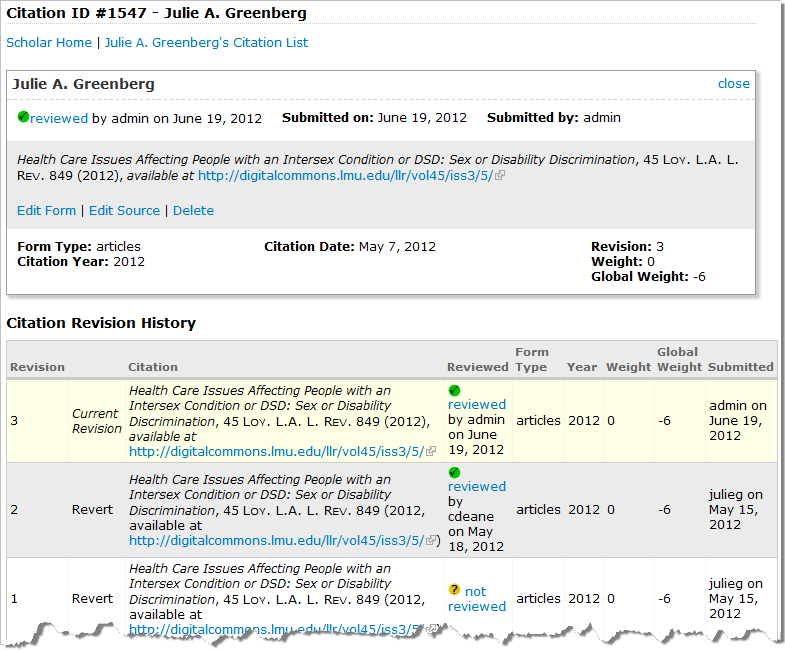 Citation ID #1547 - Julie A. Greenberg
Scholar Home | Julie A. Greenberg's Citation List
Julie A. Greenberg close
reviewed by admin on June 19, 2012 Submitted on: June 19, 2012 Submitted by: admin
Health Care Issues Affecting People with an Intersex Condition or DSD: Sex or Disability Discrimination, 45 LOY. L.A. L.
REV. 849 (2012), available at http://digitalcommons.lmu.edu/llr/vol45/iss3/5/
Edit Form | Edit Source | Delete
Form Type: articles Citation Date: May 7, 2012 Revision: 3
Citation Year: 2012 Weight: 0
Global Weight: -6
Citation Revision History
Form Global
Revision Citation Reviewed Type Year Weight Weight Submitted
Health Care Issues Affecting People with an
Intersex Condition or DSD: Sex or Disability reviewed admin on
3 Current Discrimination, 45 LOY. L.A. L. REV. 849 (2012), by admin articles 2012 0 -6 June 19,
Revision available at on June 2012
http://digitalcommons.lmu.edu/llr/vol45/iss3/5/ 19, 2012
Health Care Issues Affecting People with an reviewed
Intersex Condition or DSD: Sex or Disability by julieg on
2 Revert Discrimination, 45 LOY. L.A. L. REV. 849 (2012, cdeane articles 2012 0 -6 May 15,
available at on May 2012
http://digitalcommons.lmu.edu/llr/vol45/iss3/5/) 18, 2012
Health Care Issues Affecting People with an
Intersex Condition or DSD: Sex or Disability not julieg on
1 Revert Discrimination, 45 LOY. L.A. L. REV. 849 (2012, reviewed articles 2012 0 -6 May 15,
available at 2012
http://digitalcommons.lmu.edu/llr/vol45/iss3/5/